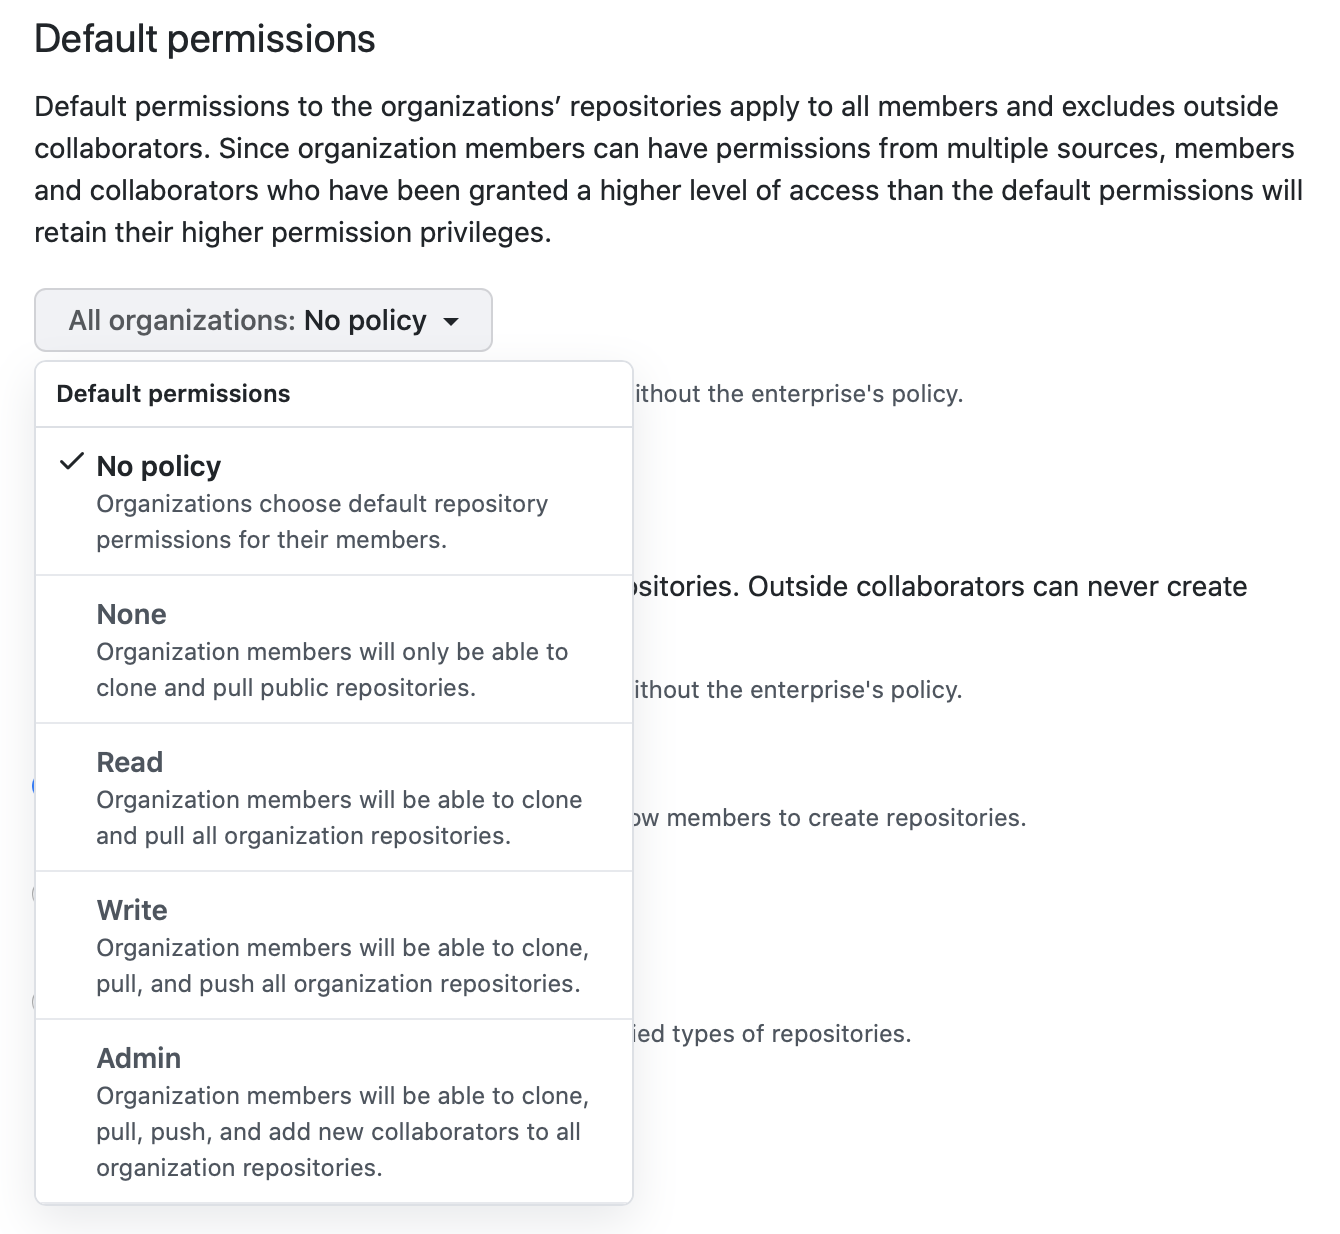 Default permissions
Default permissions to the organizations’ repositories apply to all members and excludes outside
collaborators. Since organization members can have permissions from multiple sources, members
and collaborators who have been granted a higher level of access than the default permissions will
retain their higher permission privileges.
All organizations: No policy
Default permissions
the enterprise's policy.
No policy
Organizations choose default repository
permissions for their members.
Outside collaborators can never create
None
Organization members will only be able to
clone and pull public repositories.
the enterprise's policy.
Read
Organization members will be able to clone
and pull all organization repositories.
members to create repositories.
Write
Organization members will be able to clone,
pull, and push all organization repositories.
types of repositories.
Admin
Organization members will be able to clone,
pull, push, and add new collaborators to all
organization repositories.